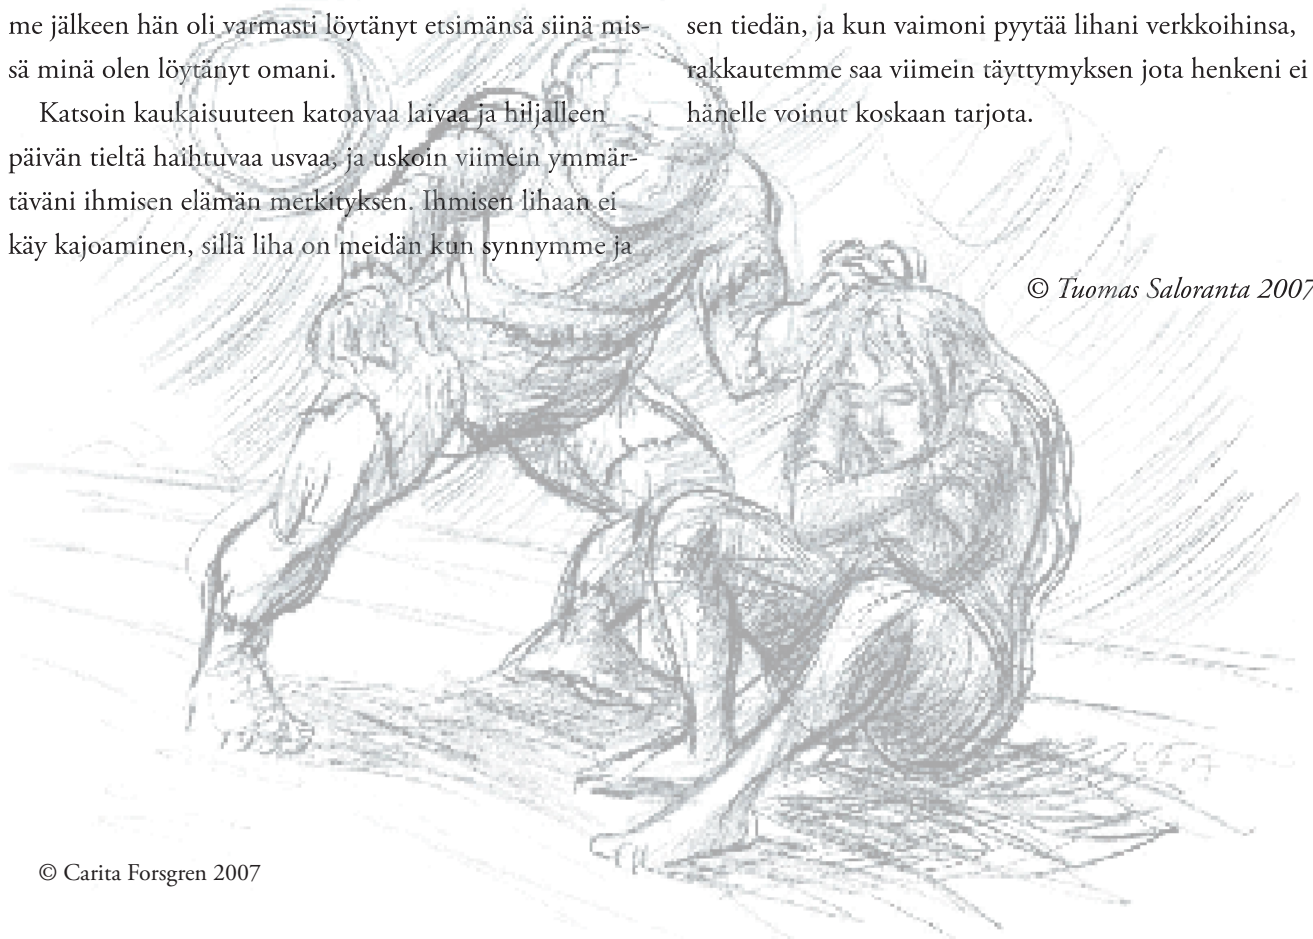 me jälkeen hän oli varmasti löytänyt etsimänsä siinä mis-
sä minä olen löytänyt omani.
Katsoin kaukaisuuteen katoavaa laivaa ja hiljalleen
päivän tieltä haihtuvaa usvaa, ja uskoin viimein ymmär-
täväni ihmisen elämän merkityksen. Ihmisen lihaan ei
käy kajoaminen, sillä liha on meidän kun synnymme ja
sen tiedän, ja kun vaimoni pyytää lihani verkkoihinsa,
rakkautemme saa viimein täyttymyksen jota henkeni ei
hänelle voinut koskaan tarjota.
© Tuomas Saloranta 2007
© Carita Forsgren 2007